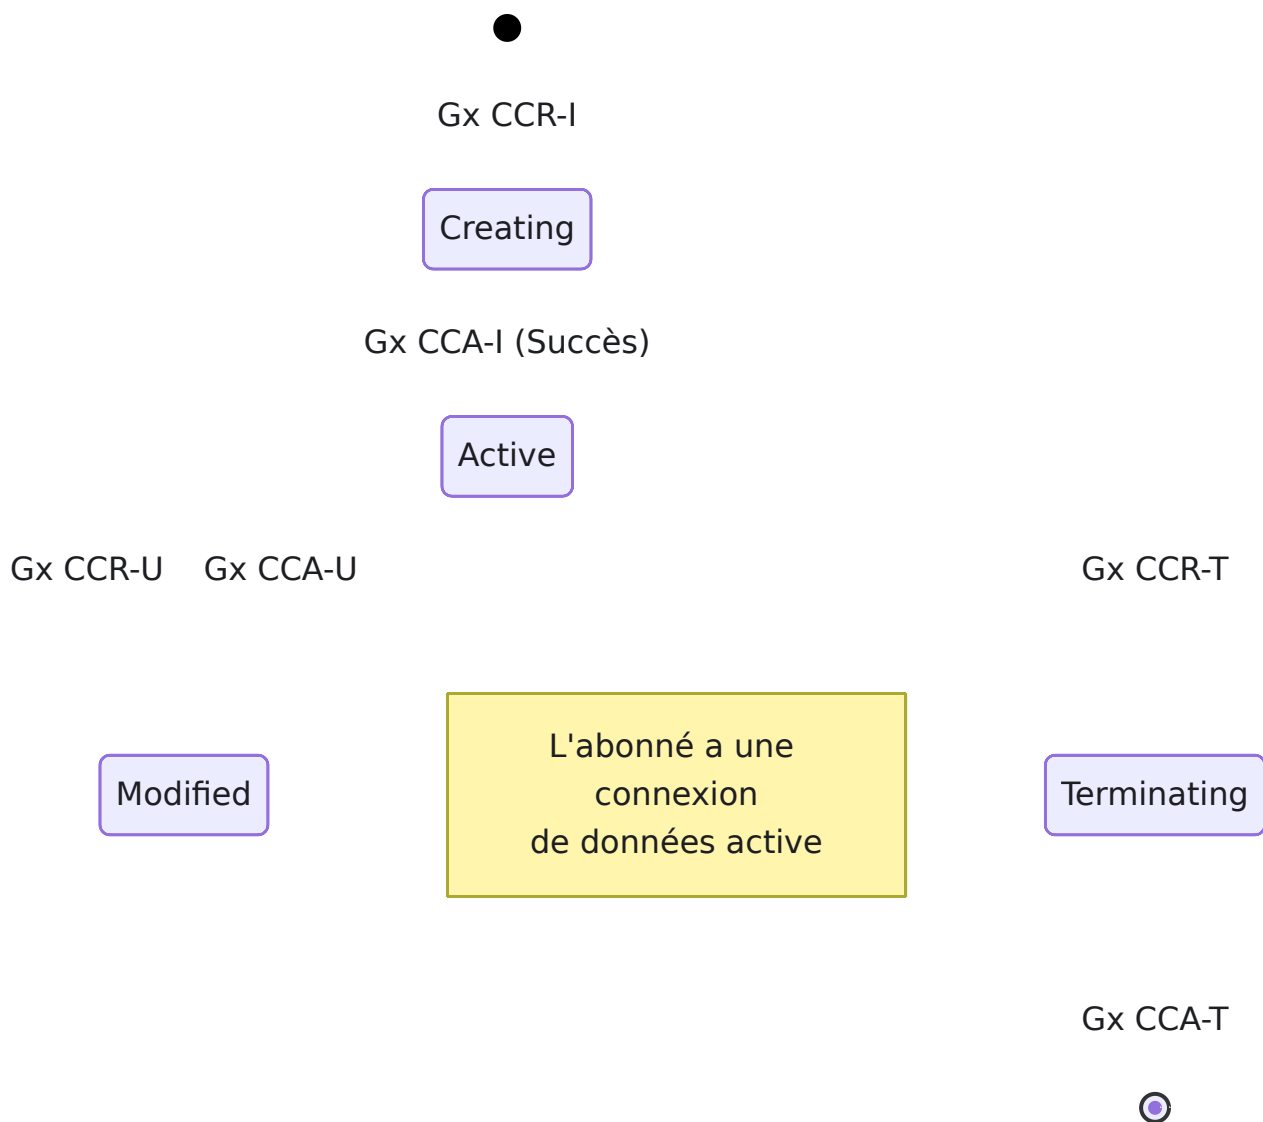 Gx CCR-I
Creating
Gx CCA-I (Succès)
Active
Gx CCR-U
Gx CCA-U
Gx CCR-T
Modified
L'abonné a une
connexion
de données active
Terminating
Gx CCA-T